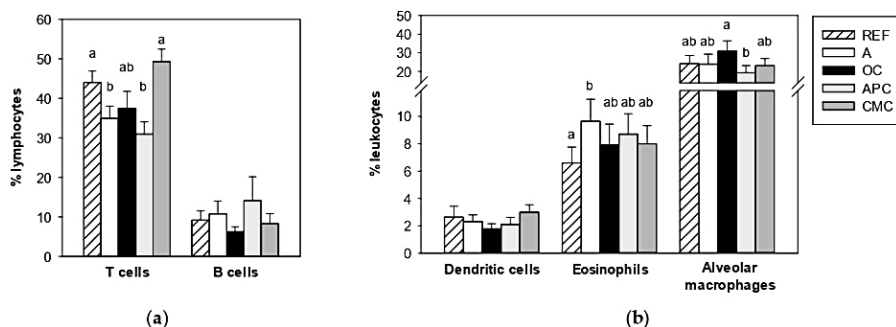 a
b
ab
b
a
60
50
40
30
20
10
0
% lymphocytes
T cells
B cells
(a)
ab ab a b ab
a
b
ab ab ab
50
40
30
20
10
8
6
4
2
0
% leukocytes
Dendritic cells
Eosinophils
Alveolar
macrophages
(b)
REF
A
OC
APC
CMC